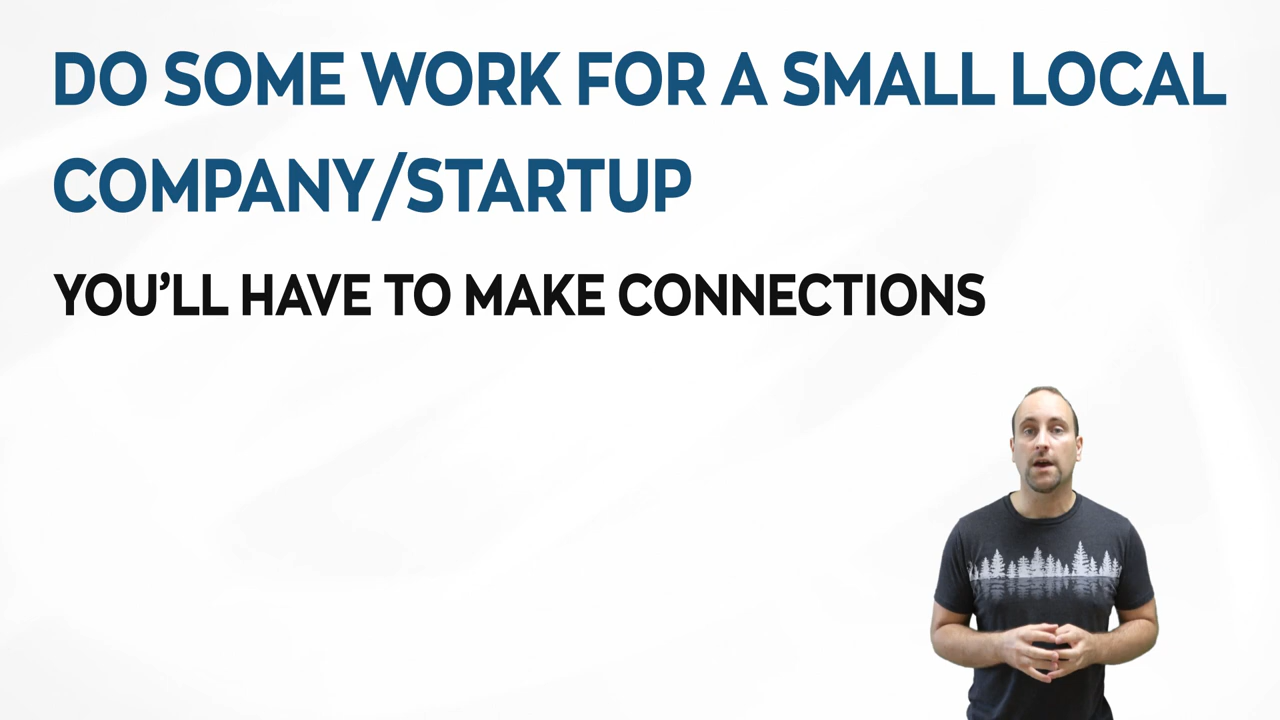 DO SOME WORK FOR A SMALL LOCAL
COMPANY/STARTUP
YOU’LL HAVE TO MAKE CONNECTIONS